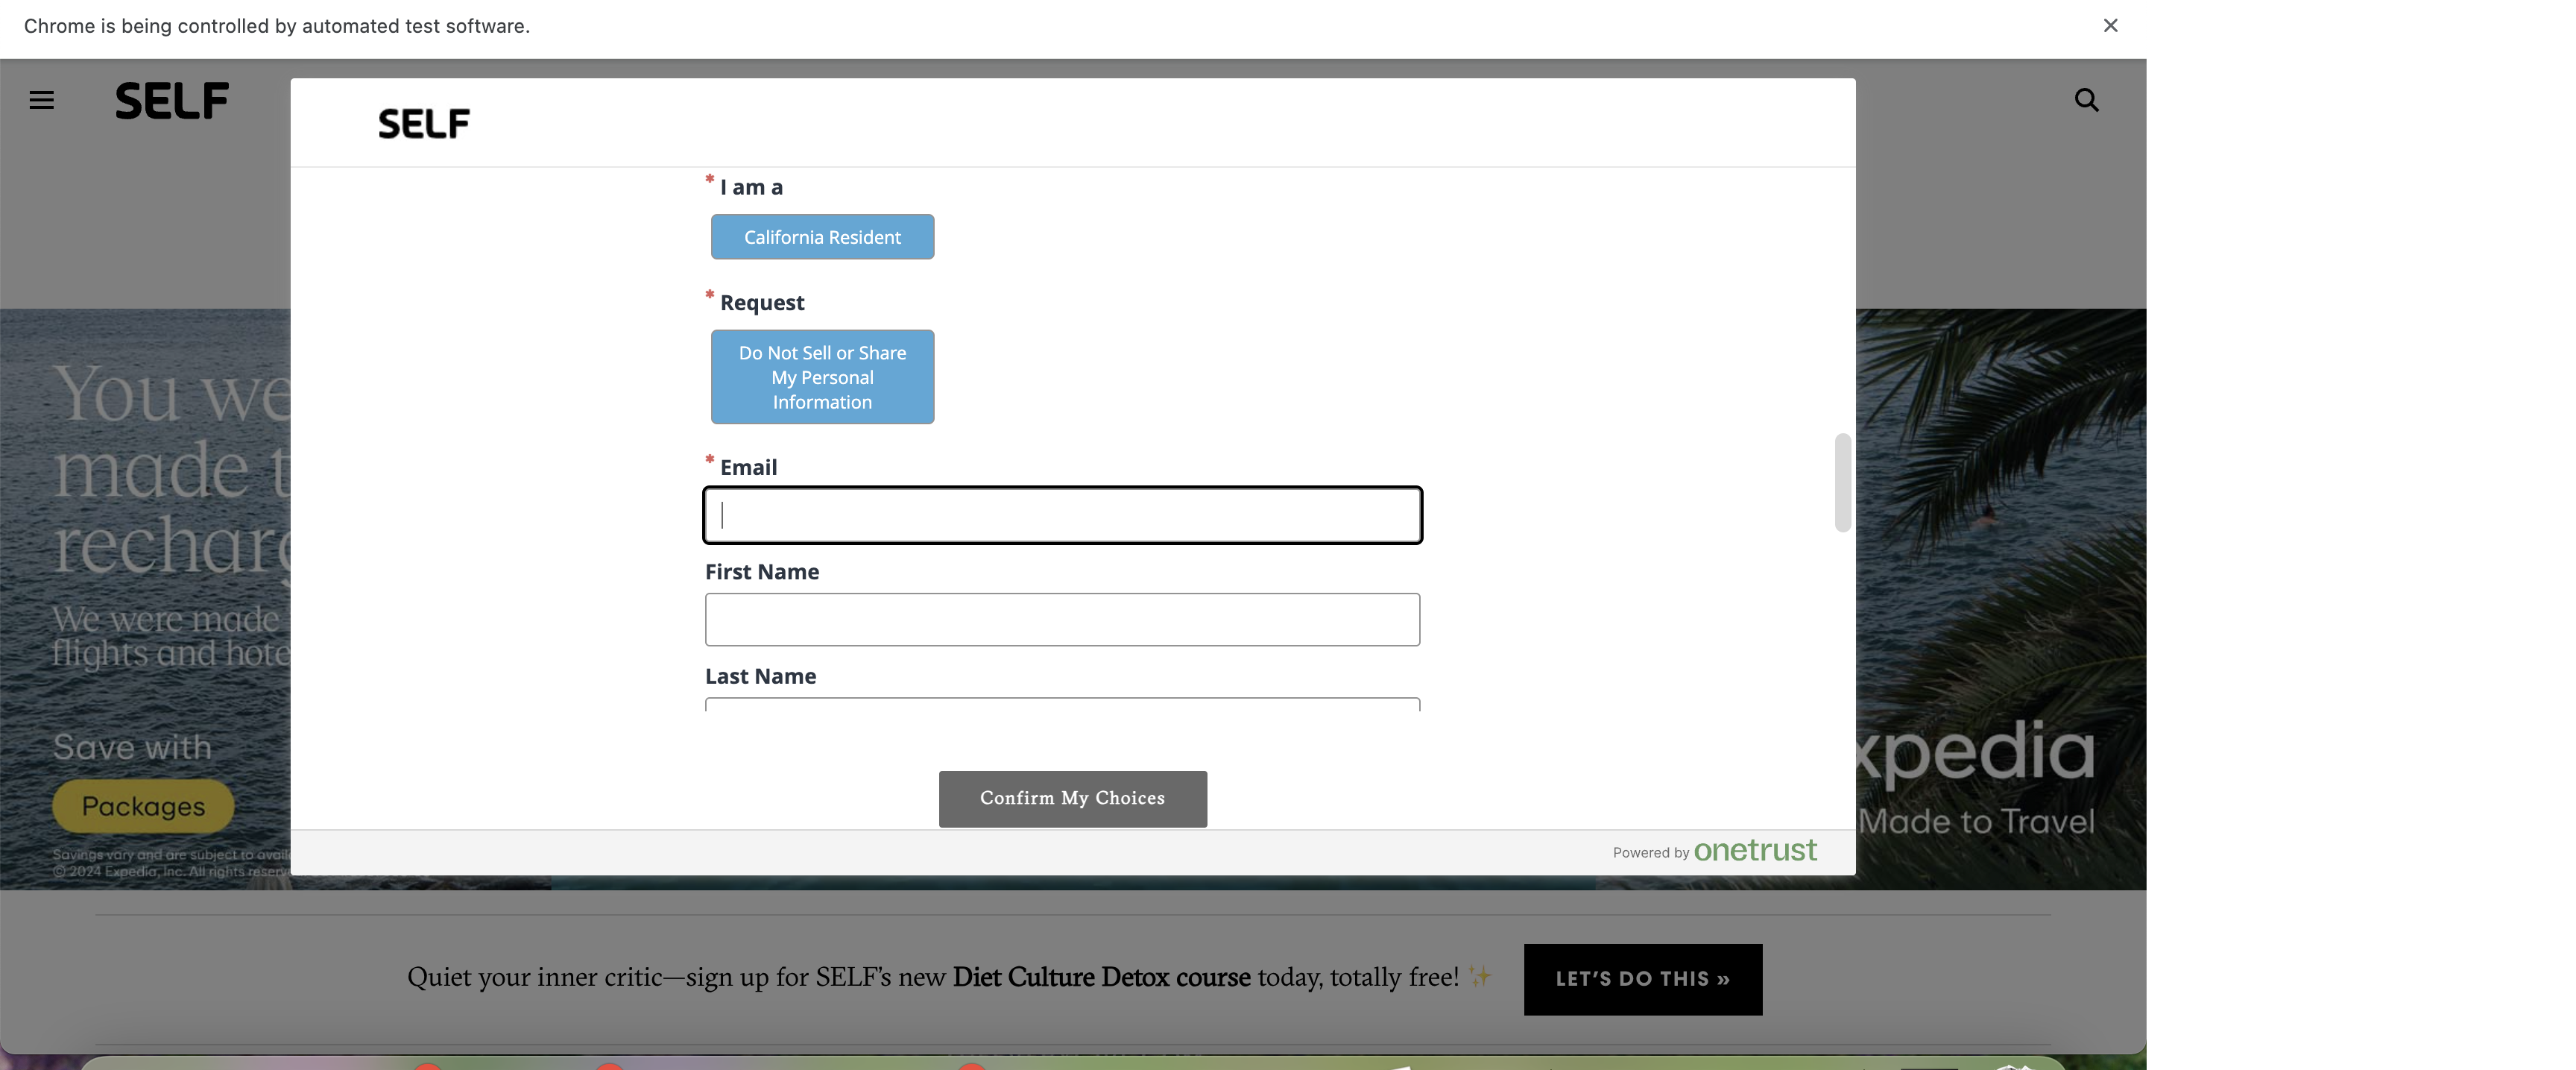 Chrome is being controlled by automated test software.
SELF
SELF
* I am a
California Resident
* Request
Do Not Sell or Share
My Personal
Information
* Email
First Name
Last Name
Confirm My Choices
Powered by onetrust
You we
made t
recharg
We were made
flights and hote
Save with
Packages
Savings vary and are subject to avail
© 2024 Expedia, Inc. All rights reserve
xpedia
Made to Travel
Quiet your inner critic—sign up for SELF’s new Diet Culture Detox course today, totally free! ✨
LET’S DO THIS »